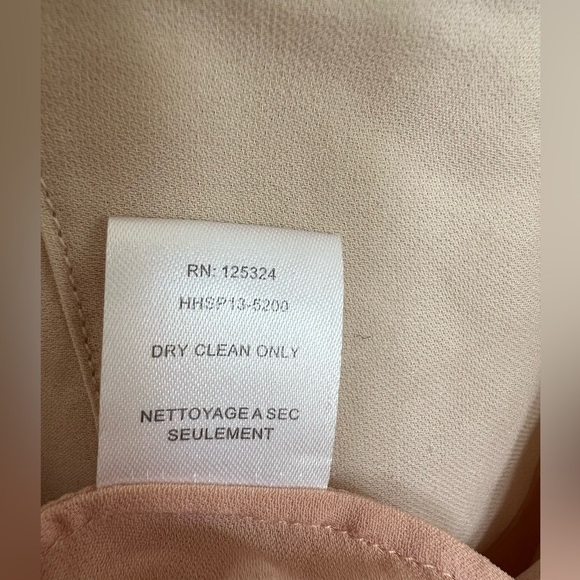 RN: 125324
HHSP13-5200
DRY CLEAN ONLY
NETTOYAGE A SEC
SEULEMENT